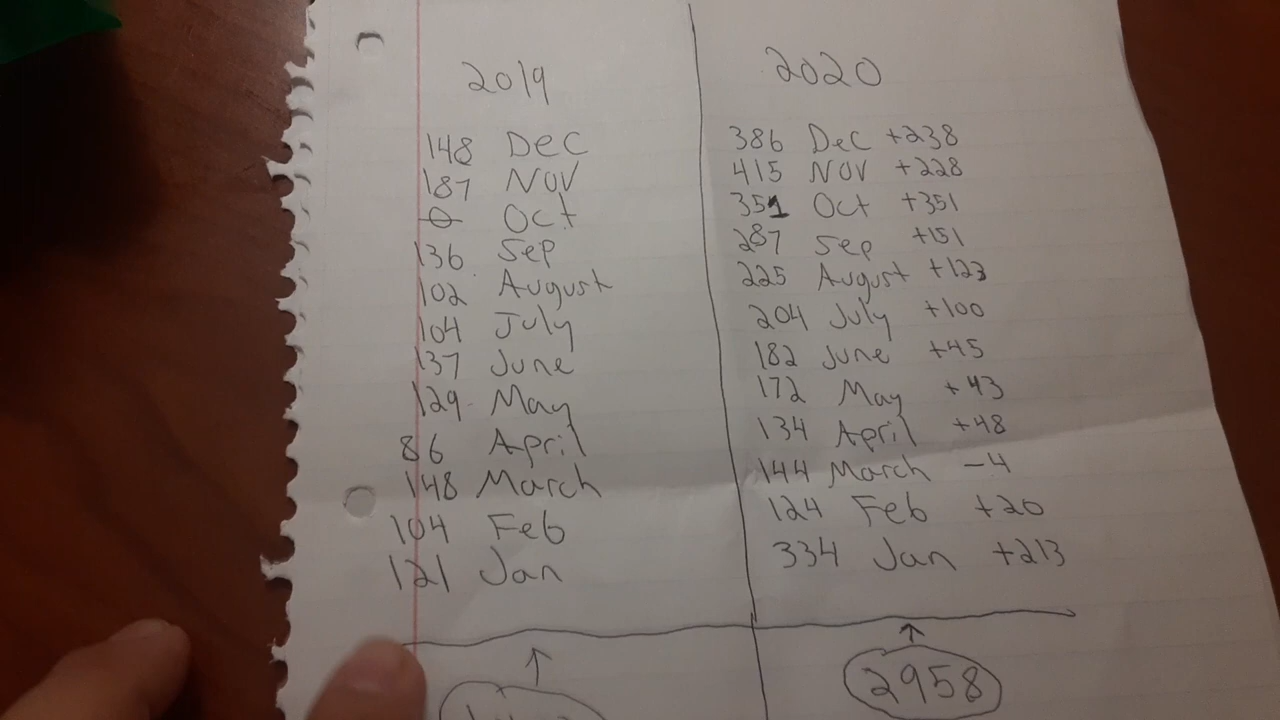 2019
148 Dec
187 Nov
0 Oct
136 Sep
102 August
104 July
137 June
129 May
86 April
148 March
104 Feb
121 Jan
2020
386 Dec +238
415 Nov +228
351 Oct +351
287 Sep +151
225 August +123
204 July +100
182 June +45
172 May +43
134 April +48
144 March -4
124 Feb +20
334 Jan +213
2958